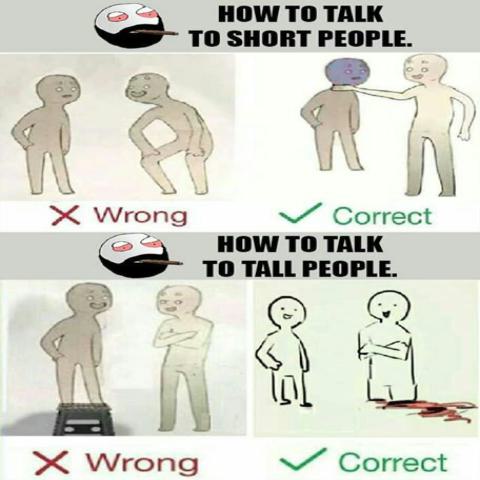 HOW TO TALK
TO SHORT PEOPLE.
Wrong
Correct
HOW TO TALK
TO TALL PEOPLE.
Wrong
Correct